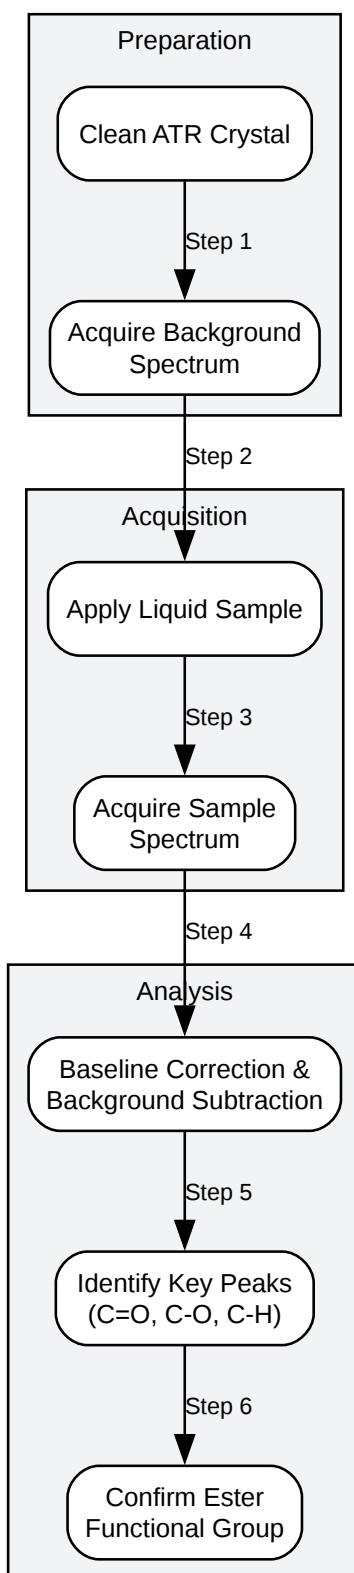 Preparation
Clean ATR Crystal
Step 1
Acquire Background
Spectrum
Step 2
Acquisition
Apply Liquid Sample
Step 3
Acquire Sample
Spectrum
Step 4
Analysis
Baseline Correction &
Background Subtraction
Step 5
Identify Key Peaks
(C=O, C-O, C-H)
Step 6
Confirm Ester
Functional Group